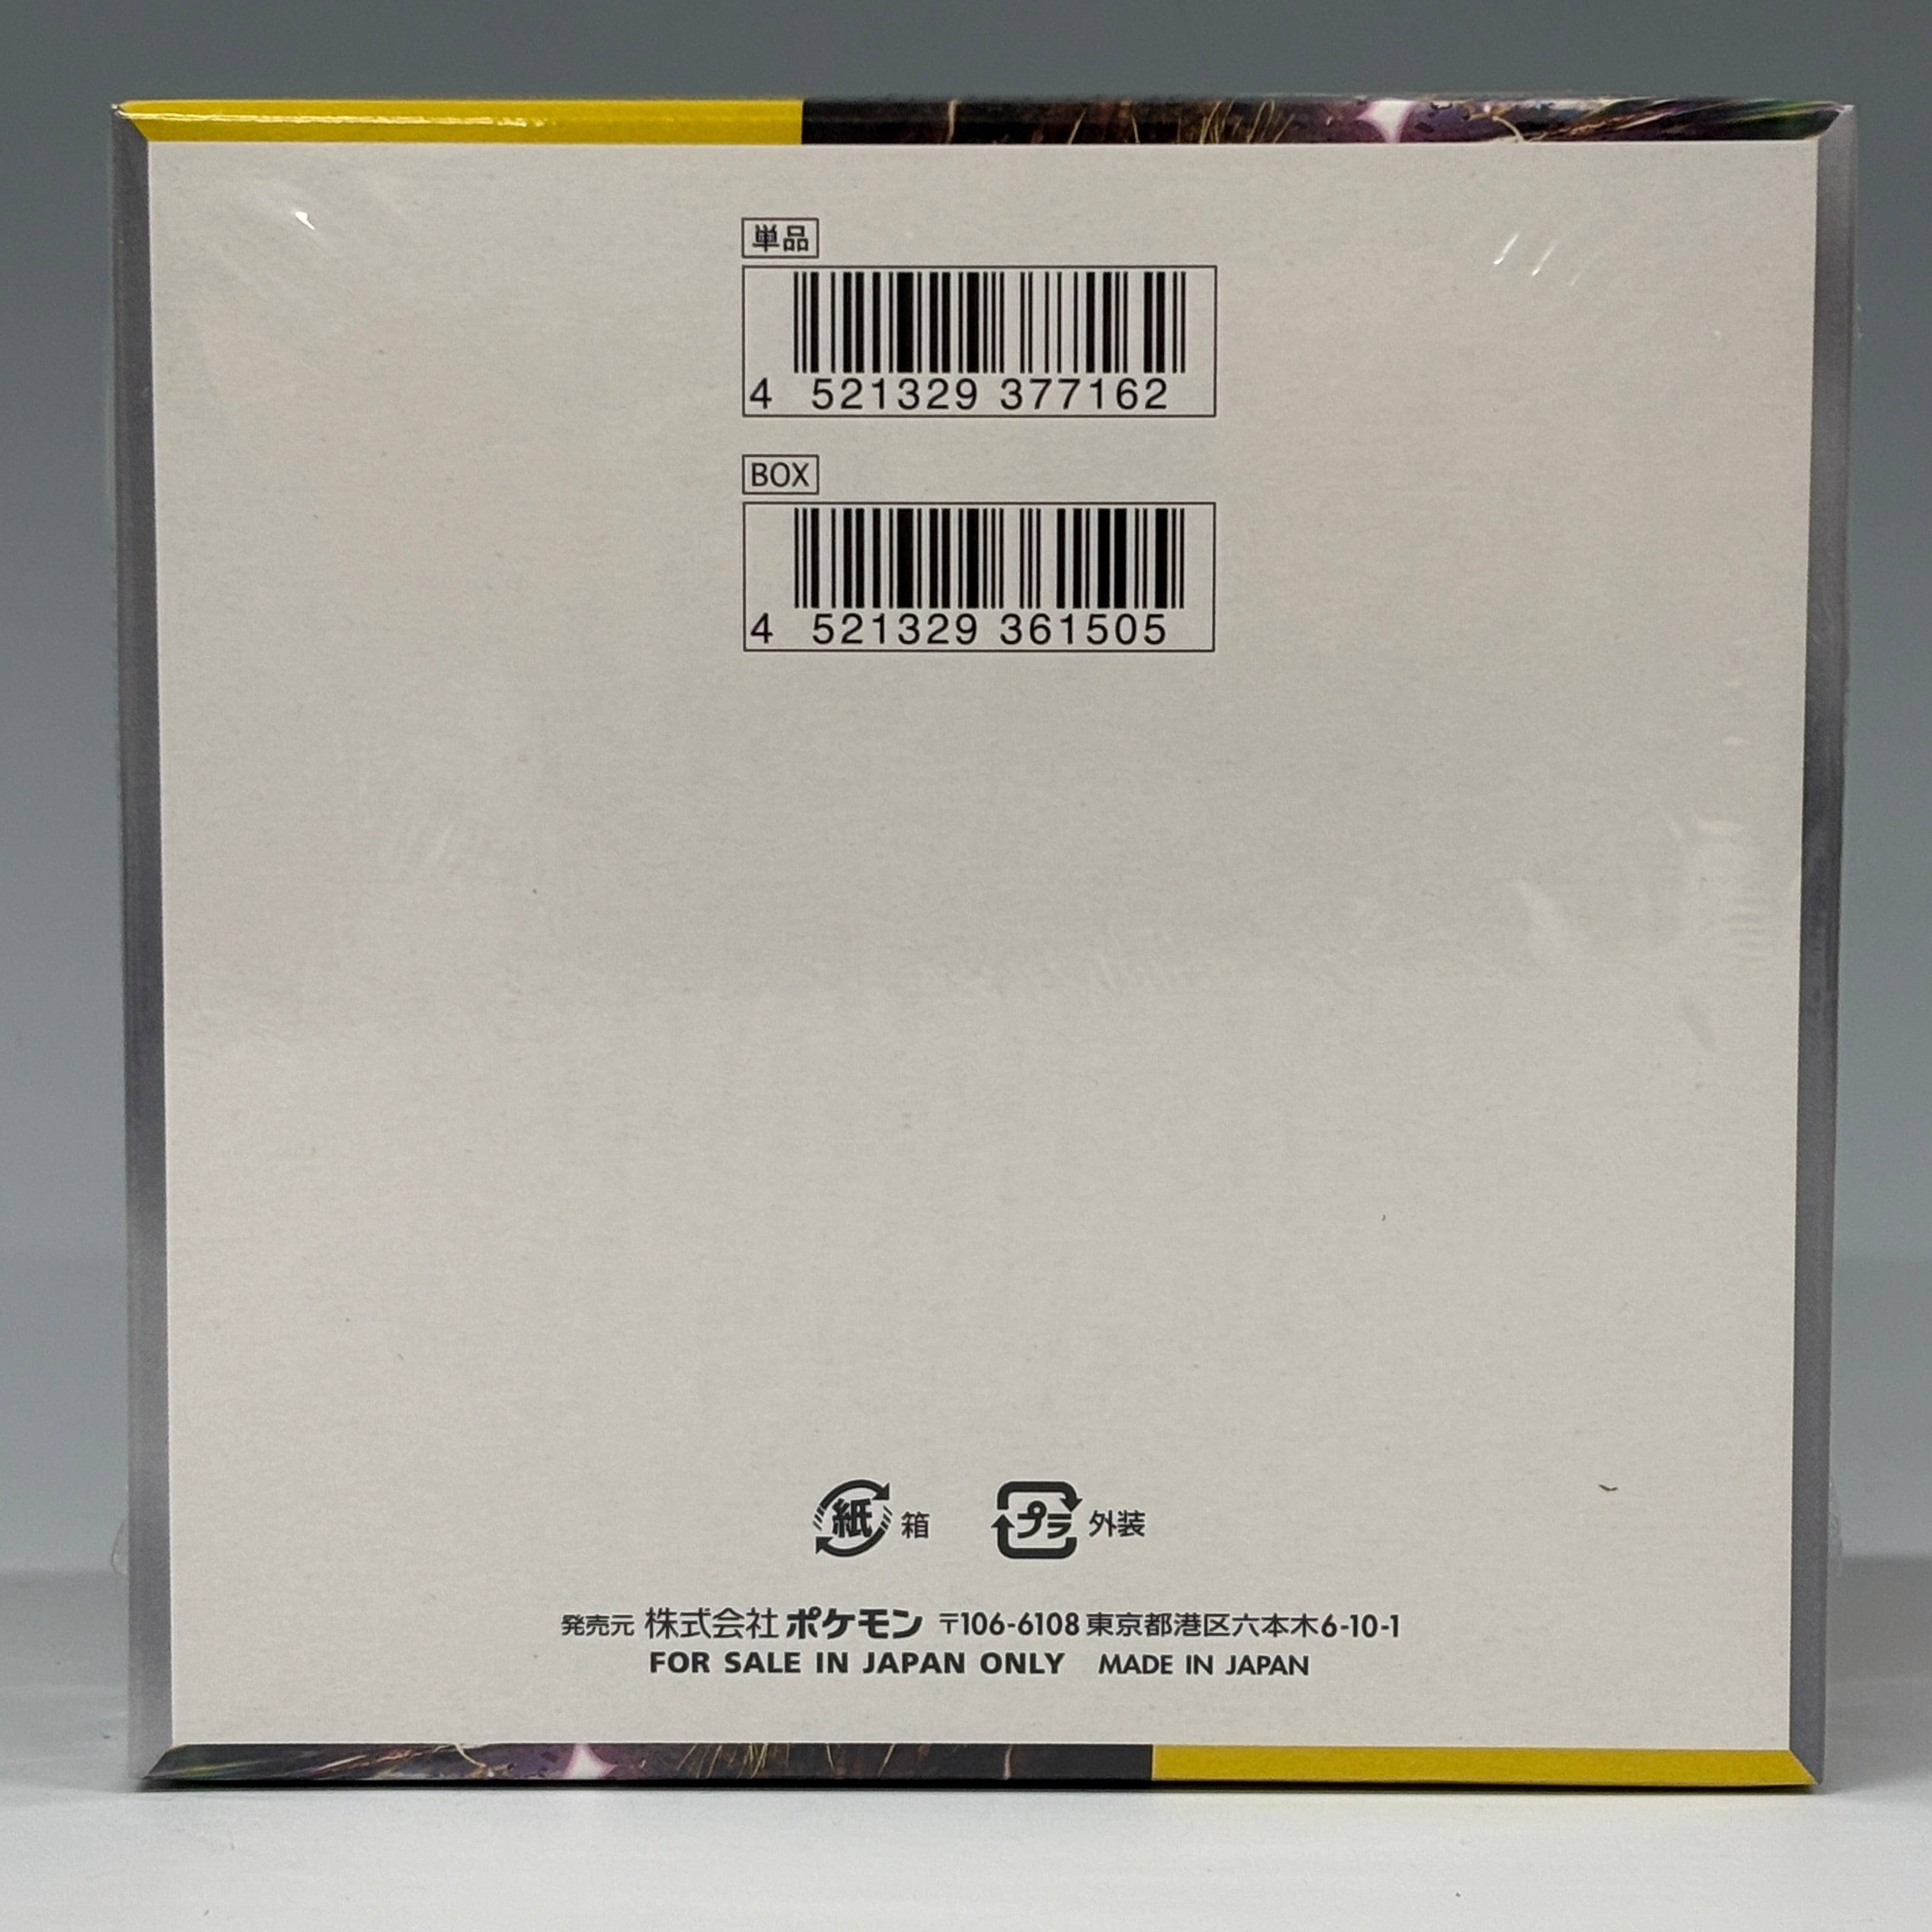 単品
4 521329 377162
BOX
4 521329 361505
紙 箱 プラ 外装
発売元 株式会社ポケモン 〒106-6108 東京都港区六本木6-10-1
FOR SALE IN JAPAN ONLY MADE IN JAPAN